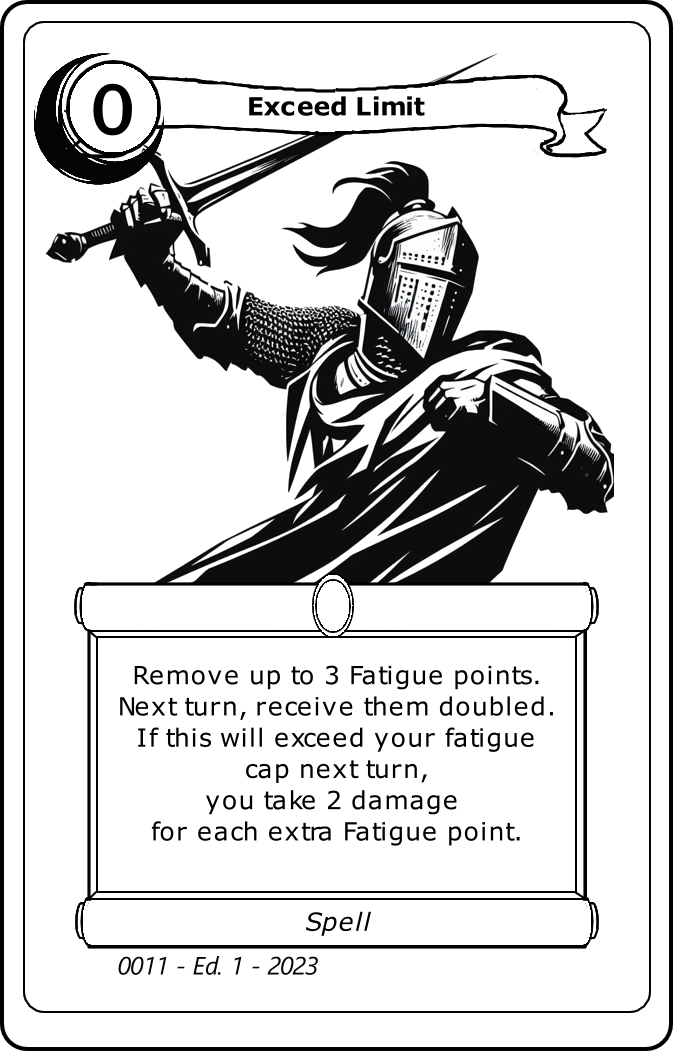 0
Exceed Limit
Remove up to 3 Fatigue points.
Next turn, receive them doubled.
If this will exceed your fatigue
cap next turn,
you take 2 damage
for each extra Fatigue point.
Spell
0011 - Ed. 1 - 2023